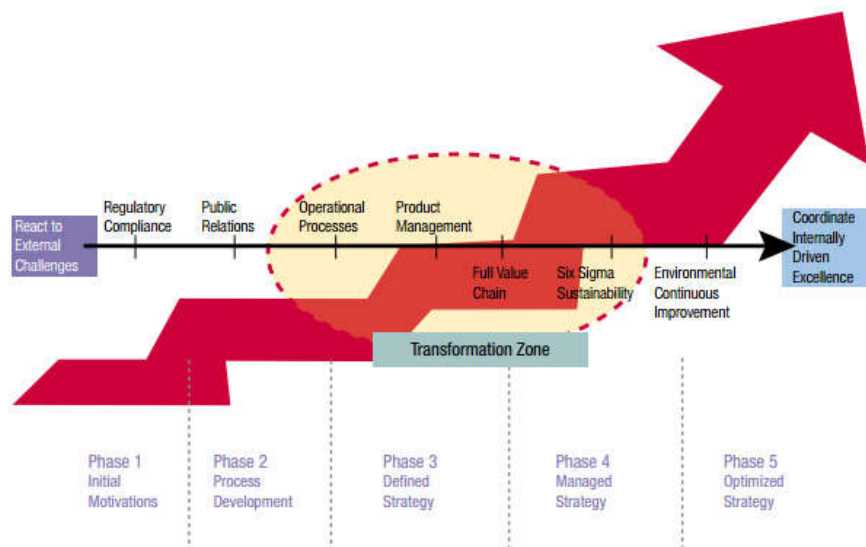 React to
External
Challenges
Regulatory
Compliance
Public
Relations
Operational
Processes
Product
Management
Full Value
Chain
Six Sigma
Sustainability
Environmental
Continuous
Improvement
Coordinate
Internally
Driven
Excellence
Transformation Zone
Phase 1
Initial
Motivations
Phase 2
Process
Development
Phase 3
Defined
Strategy
Phase 4
Managed
Strategy
Phase 5
Optimized
Strategy